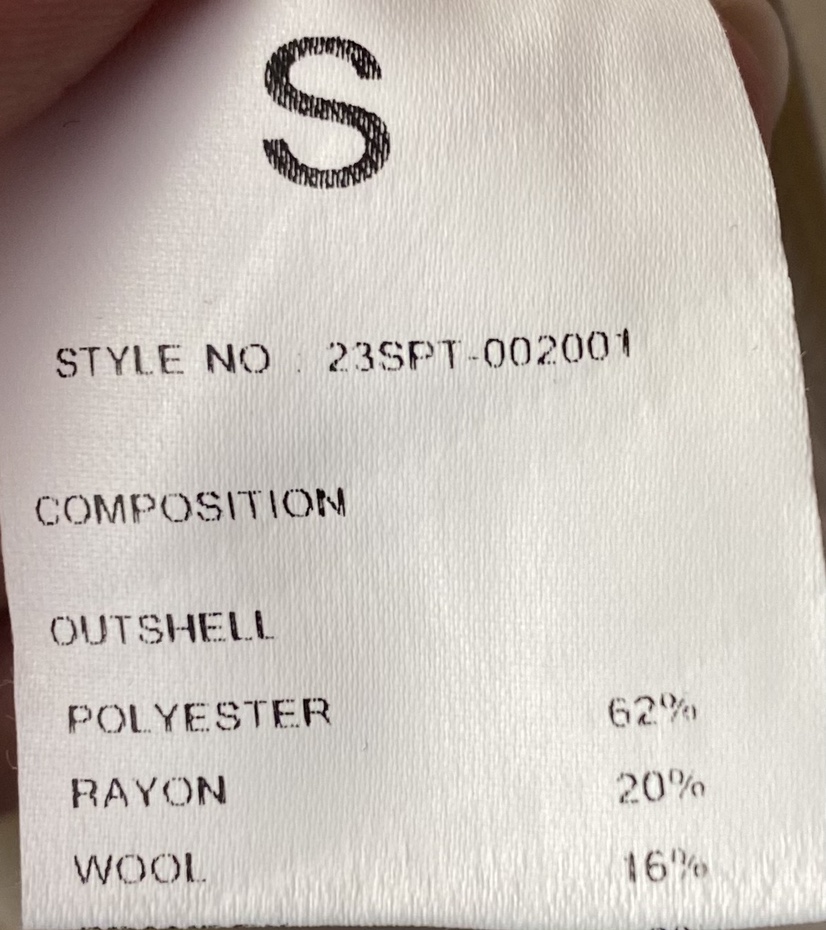 S
STYLE NO : 23SPT-002001
COMPOSITION
OUTSHELL
POLYESTER 62%
RAYON 20%
WOOL 16%